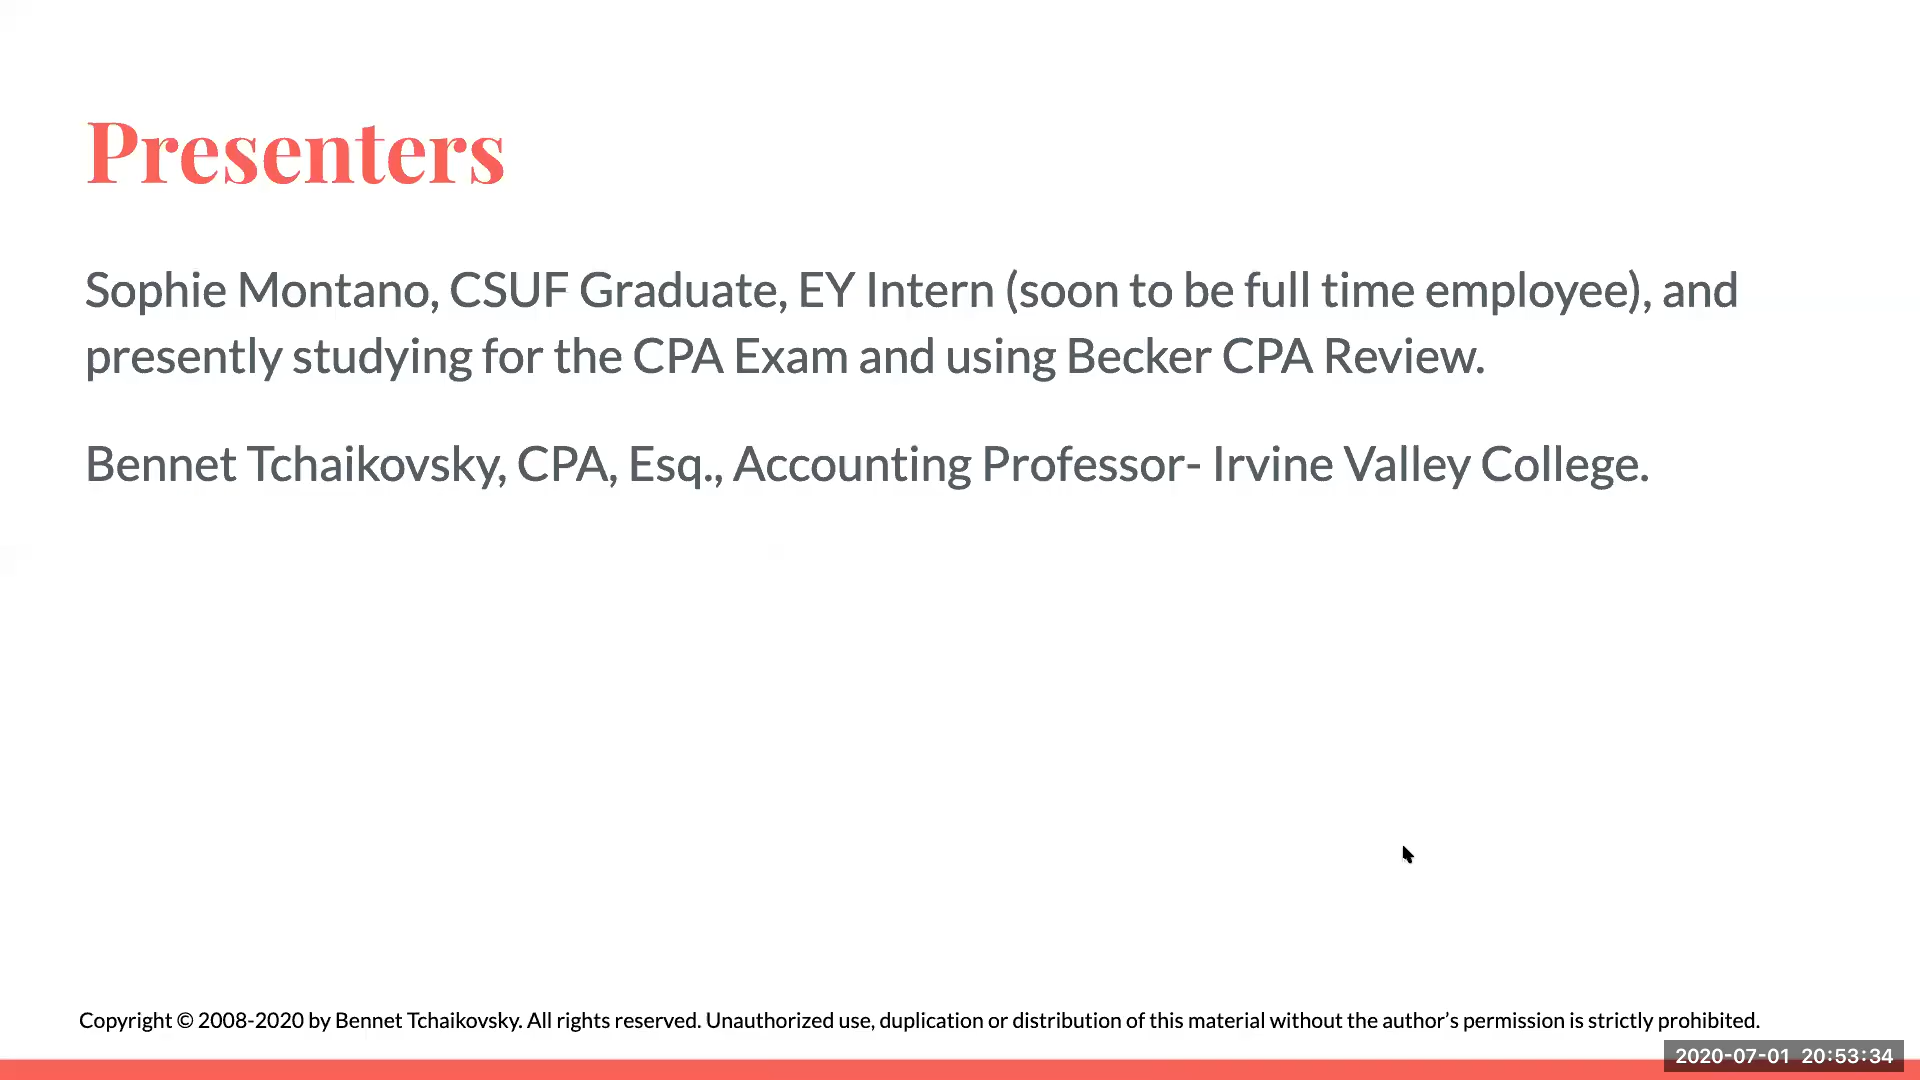 Presenters
Sophie Montano, CSUF Graduate, EY Intern (soon to be full time employee), and
presently studying for the CPA Exam and using Becker CPA Review.
Bennet Tchaikovsky, CPA, Esq., Accounting Professor- Irvine Valley College.
Copyright © 2008-2020 by Bennet Tchaikovsky. All rights reserved. Unauthorized use, duplication or distribution of this material without the author’s permission is strictly prohibited.
2020-07-01 20:53:34